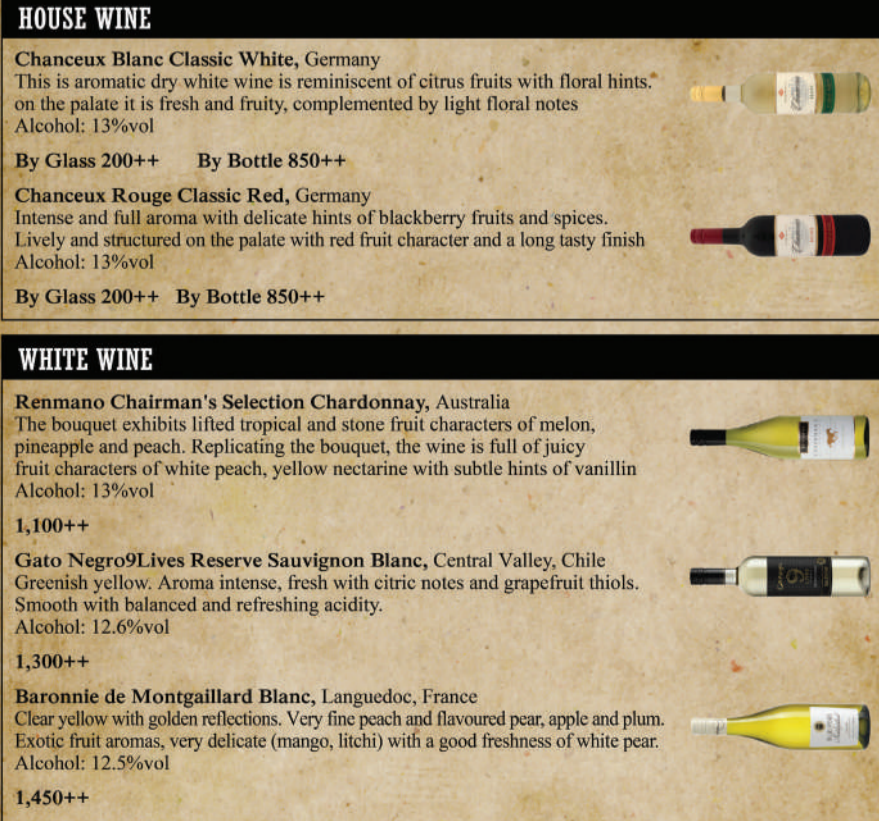 HOUSE WINE
Chanceux Blanc Classic White, Germany
This is aromatic dry white wine is reminiscent of citrus fruits with floral hints.
on the palate it is fresh and fruity, complemented by light floral notes
Alcohol: 13%vol
By Glass 200++ By Bottle 850++
Chanceux Rouge Classic Red, Germany
Intense and full aroma with delicate hints of blackberry fruits and spices.
Lively and structured on the palate with red fruit character and a long tasty finish
Alcohol: 13%vol
By Glass 200++ By Bottle 850++
WHITE WINE
Renmano Chairman's Selection Chardonnay, Australia
The bouquet exhibits lifted tropical and stone fruit characters of melon,
pineapple and peach. Replicating the bouquet, the wine is full of juicy
fruit characters of white peach, yellow nectarine with subtle hints of vanillin
Alcohol: 13%vol
1,100++
Gato Negro9Lives Reserve Sauvignon Blanc, Central Valley, Chile
Greenish yellow. Aroma intense, fresh with citric notes and grapefruit thiols.
Smooth with balanced and refreshing acidity.
Alcohol: 12.6%vol
1,300++
Baronnie de Montgaillard Blanc, Languedoc, France
Clear yellow with golden reflections. Very fine peach and flavoured pear, apple and plum.
Exotic fruit aromas, very delicate (mango, litchi) with a good freshness of white pear.
Alcohol: 12.5%vol
1,450++